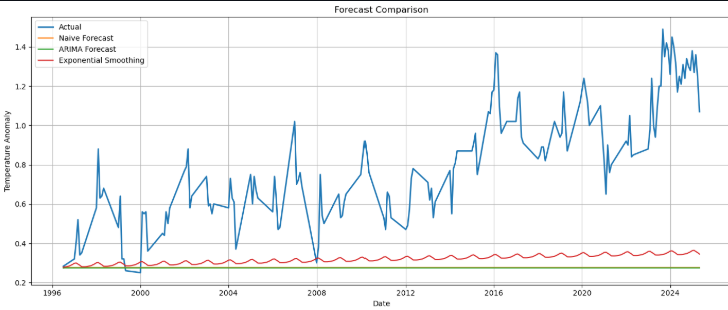 Forecast Comparison
Actual
Naive Forecast
ARIMA Forecast
Exponential Smoothing
Temperature Anomaly
1.4
1.2
1.0
0.8
0.6
0.4
0.2
1996 2000 2004 2008 2012 2016 2020 2024
Date